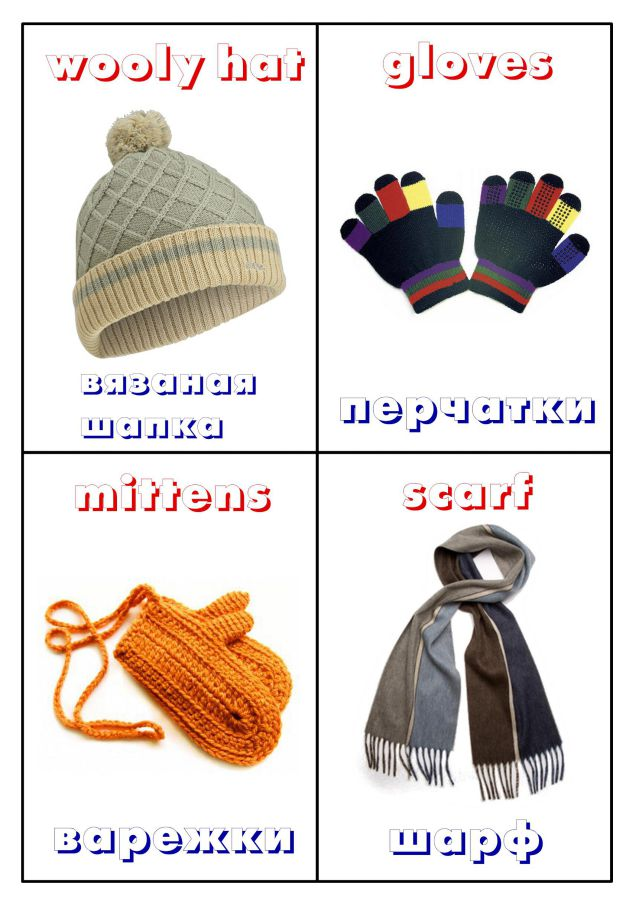 wooly hat
вязаная
шапка
gloves
перчатки
mittens
варежки
scarf
шарф